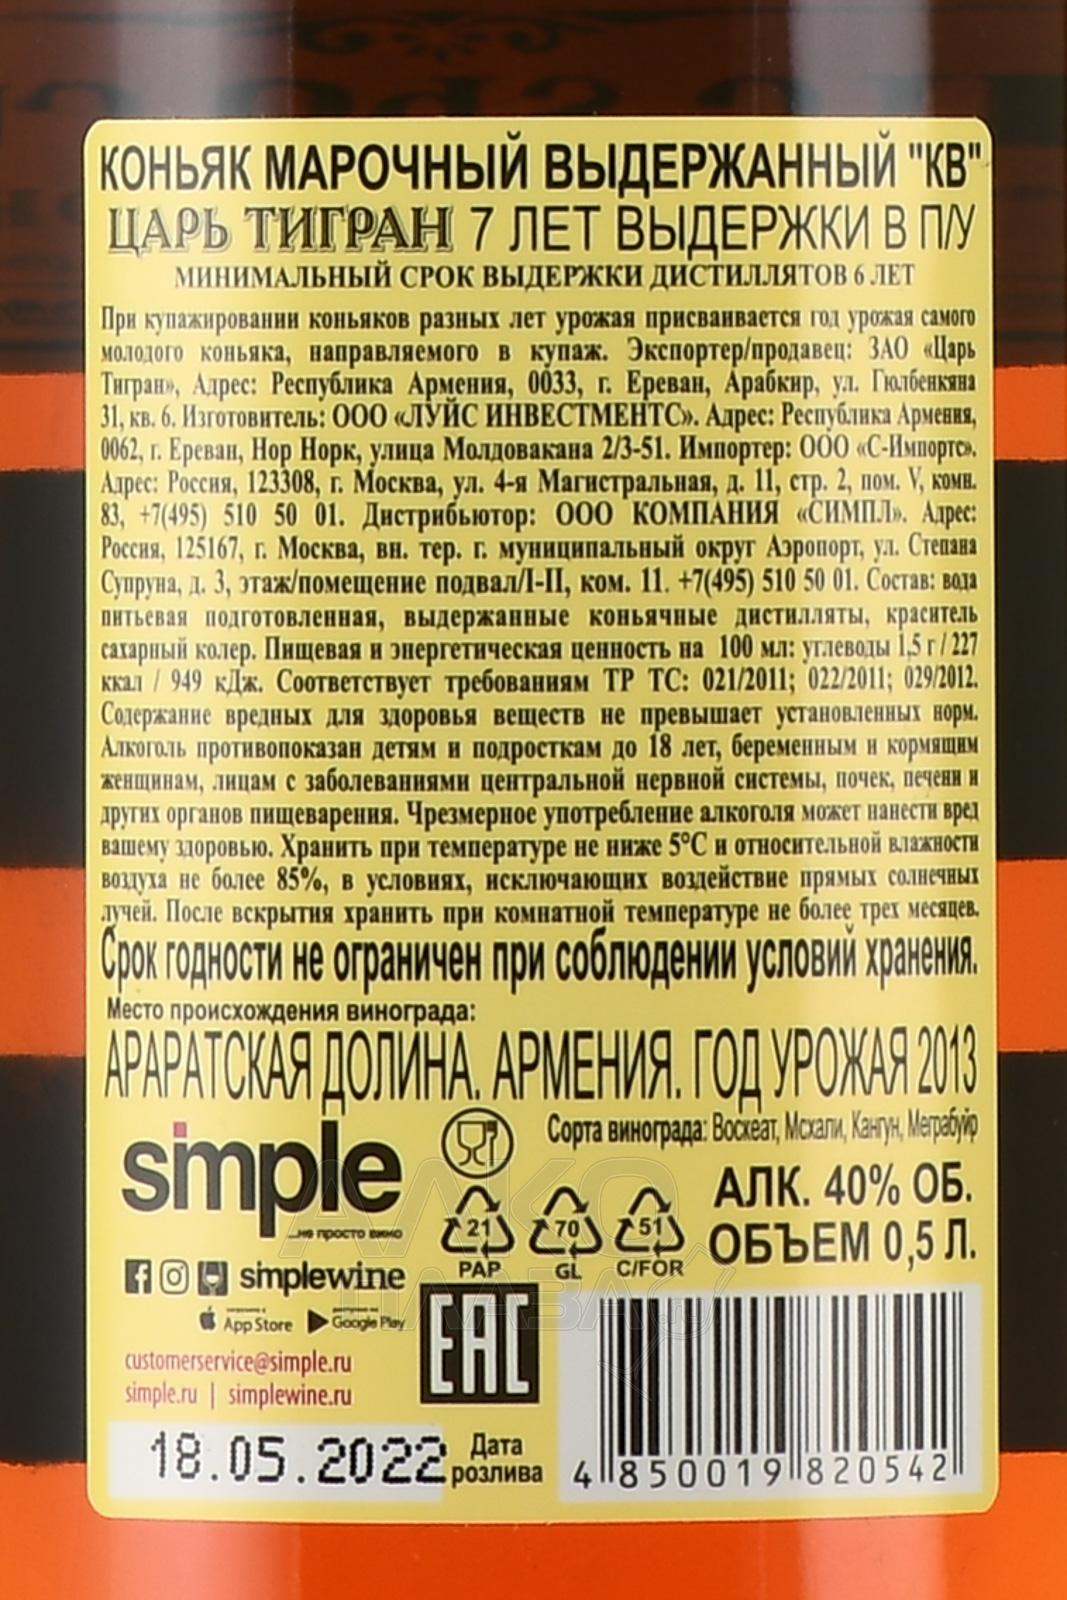 КОНЬЯК МАРОЧНЫЙ ВЫДЕРЖАННЫЙ "КВ"
ЦАРЬ ТИГРАН 7 ЛЕТ ВЫДЕРЖКИ В П/У
МИНИМАЛЬНЫЙ СРОК ВЫДЕРЖКИ ДИСТИЛЛЯТОВ 6 ЛЕТ
При купажировании коньяков разных лет урожая присваивается год урожая самого
молодого коньяка, направляемого в купаж. Экспортер/продавец: ЗАО «Царь
Тигран», Адрес: Республика Армения, 0033, г. Ереван, Арабкир, ул. Гюлбенкяна
31, кв. 6. Изготовитель: ООО «ЛУЙС ИНВЕСТМЕНТС». Адрес: Республика Армения,
0062, г. Ереван, Нор Норк, улица Молдовакана 2/3-51. Импортер: ООО «С-Импортс».
Адрес: Россия, 123308, г. Москва, ул. 4-я Магистральная, д. 11, стр. 2, пом. V, комн.
83, +7(495) 510 50 01. Дистрибьютор: ООО КОМПАНИЯ «СИМПЛ». Адрес:
Россия, 125167, г. Москва, вн. тер. г. муниципальный округ Аэропорт, ул. Степана
Супруна, д. 3, этаж/помещение подвал/I-II, ком. 11. +7(495) 510 50 01. Состав: вода
питьевая подготовленная, выдержанные коньячные дистилляты, краситель
сахарный колер. Пищевая и энергетическая ценность на 100 мл: углеводы 1,5 г / 227
ккал / 949 кДж. Соответствует требованиям ТР ТС: 021/2011; 022/2011; 029/2012.
Содержание вредных для здоровья веществ не превышает установленных норм.
Алкоголь противопоказан детям и подросткам до 18 лет, беременным и кормящим
женщинам, лицам с заболеваниями центральной нервной системы, почек, печени и
других органов пищеварения. Чрезмерное употребление алкоголя может нанести вред
вашему здоровью. Хранить при температуре не ниже 5°С и относительной влажности
воздуха не более 85%, в условиях, исключающих воздействие прямых солнечных
лучей. После вскрытия хранить при комнатной температуре не более трех месяцев.
Срок годности не ограничен при соблюдении условий хранения.
Место происхождения винограда:
АРАРАТСКАЯ ДОЛИНА. АРМЕНИЯ. ГОД УРОЖАЯ 2013
Сорта винограда: Воскеат, Мсхали, Кангун, Меграбуйр
simple
...не просто вино
21 70 51
PAP GL C/FOR
АЛК. 40% ОБ.
ОБЪЕМ 0,5 Л.
simplewine
загрузите в App Store доступно на Google Play
customerservice@simple.ru
simple.ru | simplewine.ru
EAC
18.05.2022 Дата
розлива
4 850019 820542